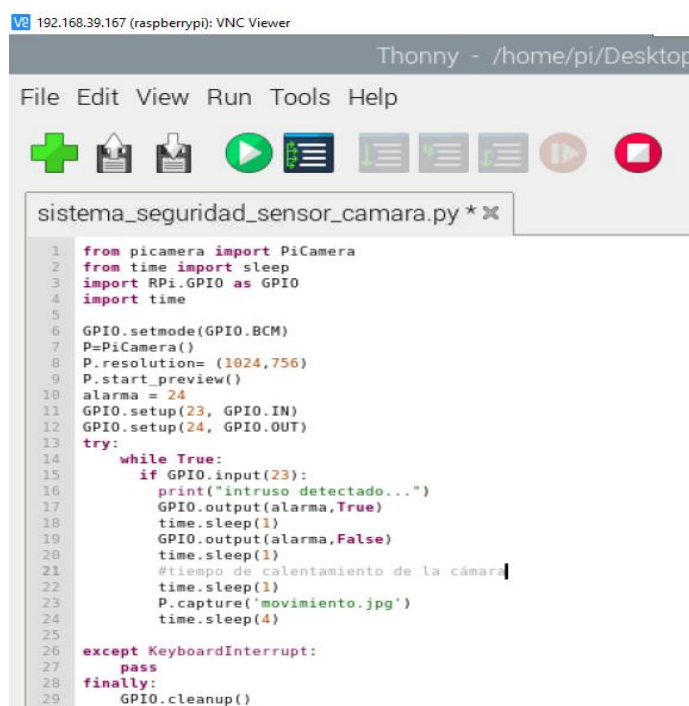 V2 192.168.39.167 (raspberrypi): VNC Viewer
Thonny - /home/pi/Desktop
File Edit View Run Tools Help
sistema_seguridad_sensor_camara.py * ✖
1 from picamera import PiCamera
2 from time import sleep
3 import RPi.GPIO as GPIO
4 import time
5
6 GPIO.setmode(GPIO.BCM)
7 P=PiCamera()
8 P.resolution= (1024,756)
9 P.start_preview()
10 alarma = 24
11 GPIO.setup(23, GPIO.IN)
12 GPIO.setup(24, GPIO.OUT)
13 try:
14     while True:
15       if GPIO.input(23):
16         print("intruso detectado...")
17         GPIO.output(alarma,True)
18         time.sleep(1)
19         GPIO.output(alarma,False)
20         time.sleep(1)
21         #tiempo de calentamiento de la cámara
22         time.sleep(1)
23         P.capture('movimiento.jpg')
24         time.sleep(4)
25
26 except KeyboardInterrupt:
27     pass
28 finally:
29     GPIO.cleanup()